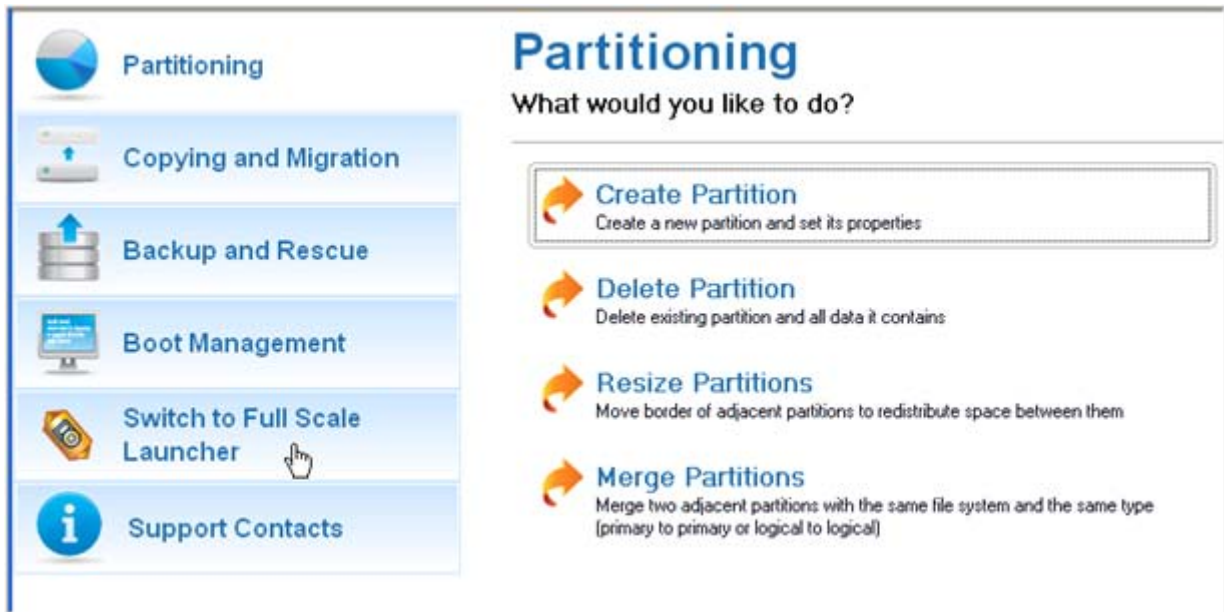 Partitioning
Copying and Migration
Backup and Rescue
Boot Management
Switch to Full Scale
Launcher
Support Contacts
Partitioning
What would you like to do?
Create Partition
Create a new partition and set its properties
Delete Partition
Delete existing partition and all data it contains
Resize Partitions
Move border of adjacent partitions to redistribute space between them
Merge Partitions
Merge two adjacent partitions with the same file system and the same type
(primary to primary or logical to logical)